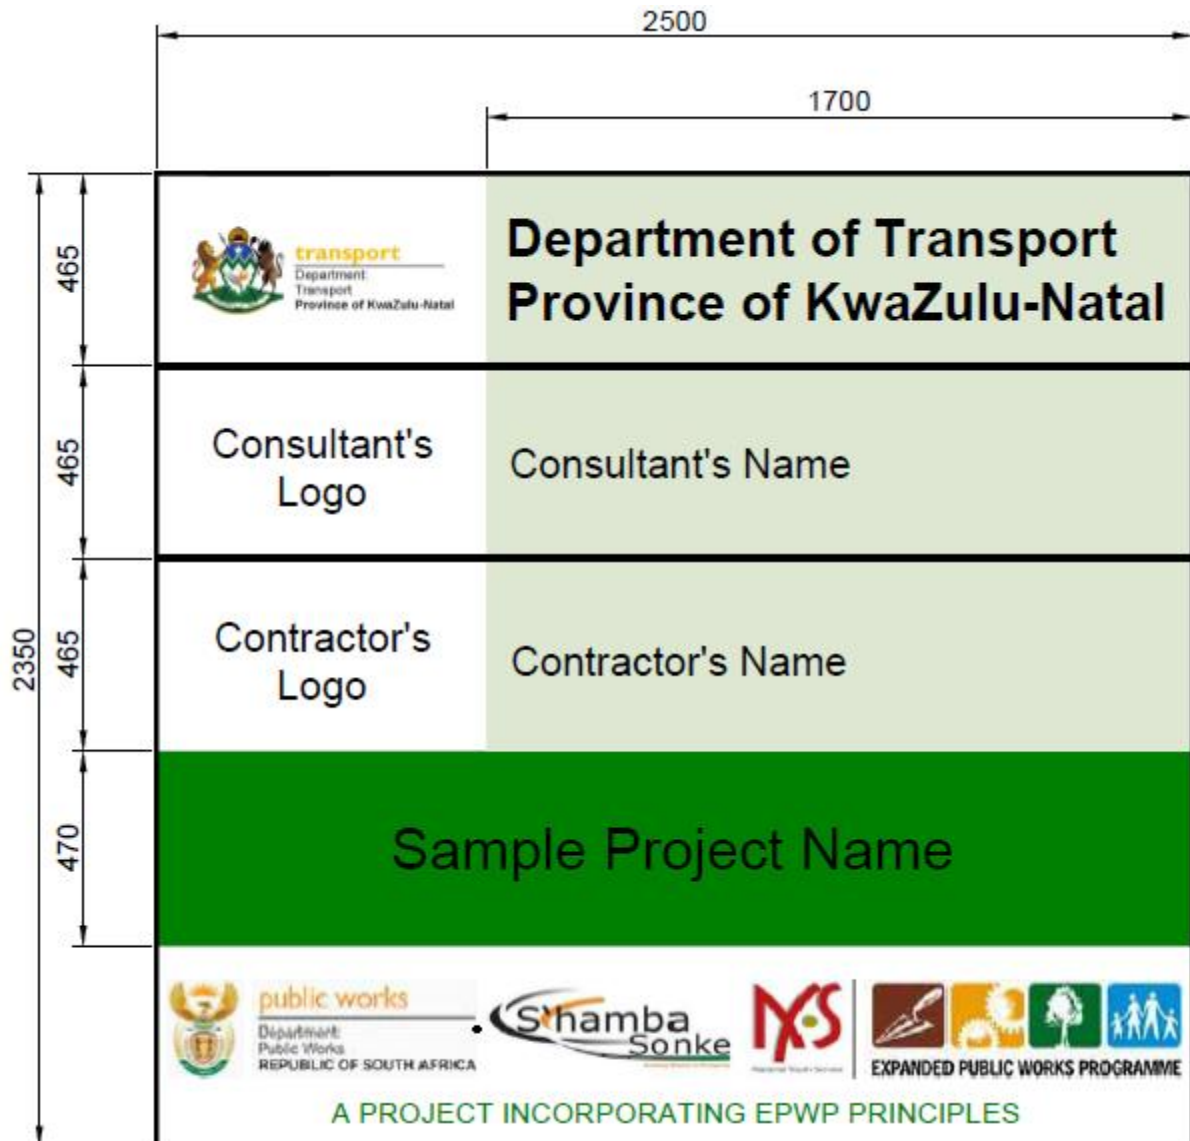 2500
1700
465
transport
Department:
Transport
Province of KwaZulu-Natal
Department of Transport
Province of KwaZulu-Natal
465
Consultant's
Logo
Consultant's Name
2350
465
Contractor's
Logo
Contractor's Name
470
Sample Project Name
public works
Department:
Public Works
REPUBLIC OF SOUTH AFRICA
S'hamba
Sonke
NYS
EXPANDED PUBLIC WORKS PROGRAMME
A PROJECT INCORPORATING EPWP PRINCIPLES